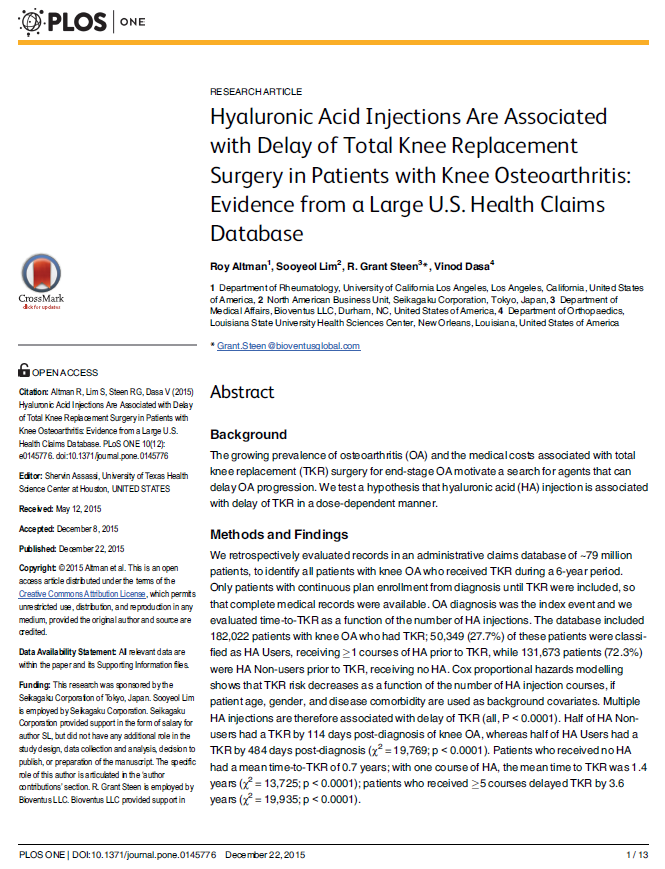 PLOS | ONE
RESEARCH ARTICLE
Hyaluronic Acid Injections Are Associated
with Delay of Total Knee Replacement
Surgery in Patients with Knee Osteoarthritis:
Evidence from a Large U.S. Health Claims
Database
Roy Altman1, Sooyeol Lim2, R. Grant Steen3*, Vinod Dasa4
1 Department of Rheumatology, University of California Los Angeles, Los Angeles, California, United States
of America, 2 North American Business Unit, Seikagaku Corporation, Tokyo, Japan, 3 Department of
Medical Affairs, Bioventus LLC, Durham, NC, United States of America, 4 Department of Orthopaedics,
Louisiana State University Health Sciences Center, New Orleans, Louisiana, United States of America
* Grant.Steen@bioventusglobal.com
CrossMark
click for updates
OPEN ACCESS
Citation: Altman R, Lim S, Steen RG, Dasa V (2015)
Hyaluronic Acid Injections Are Associated with Delay
of Total Knee Replacement Surgery in Patients with
Knee Osteoarthritis: Evidence from a Large U.S.
Health Claims Database. PLoS ONE 10(12):
e0145776. doi:10.1371/journal.pone.0145776
Editor: Shervin Assassi, University of Texas Health
Science Center at Houston, UNITED STATES
Received: May 12, 2015
Accepted: December 8, 2015
Published: December 22, 2015
Copyright: © 2015 Altman et al. This is an open
access article distributed under the terms of the
Creative Commons Attribution License, which permits
unrestricted use, distribution, and reproduction in any
medium, provided the original author and source are
credited.
Data Availability Statement: All relevant data are
within the paper and its Supporting Information files.
Funding: This research was sponsored by the
Seikagaku Corporation of Tokyo, Japan. Sooyeol Lim
is employed by Seikagaku Corporation. Seikagaku
Corporation provided support in the form of salary for
author SL, but did not have any additional role in the
study design, data collection and analysis, decision to
publish, or preparation of the manuscript. The specific
role of this author is articulated in the 'author
contributions' section. R. Grant Steen is employed by
Bioventus LLC. Bioventus LLC provided support in
Abstract
Background
The growing prevalence of osteoarthritis (OA) and the medical costs associated with total
knee replacement (TKR) surgery for end-stage OA motivate a search for agents that can
delay OA progression. We test a hypothesis that hyaluronic acid (HA) injection is associated
with delay of TKR in a dose-dependent manner.
Methods and Findings
We retrospectively evaluated records in an administrative claims database of ~79 million
patients, to identify all patients with knee OA who received TKR during a 6-year period.
Only patients with continuous plan enrollment from diagnosis until TKR were included, so
that complete medical records were available. OA diagnosis was the index event and we
evaluated time-to-TKR as a function of the number of HA injections. The database included
182,022 patients with knee OA who had TKR; 50,349 (27.7%) of these patients were classi-
fied as HA Users, receiving ≥1 courses of HA prior to TKR, while 131,673 patients (72.3%)
were HA Non-users prior to TKR, receiving no HA. Cox proportional hazards modelling
shows that TKR risk decreases as a function of the number of HA injection courses, if
patient age, gender, and disease comorbidity are used as background covariates. Multiple
HA injections are therefore associated with delay of TKR (all, P < 0.0001). Half of HA Non-
users had a TKR by 114 days post-diagnosis of knee OA, whereas half of HA Users had a
TKR by 484 days post-diagnosis (χ2 = 19,769; p < 0.0001). Patients who received no HA
had a mean time-to-TKR of 0.7 years; with one course of HA, the mean time to TKR was 1.4
years (χ2 = 13,725; p < 0.0001); patients who received ≥5 courses delayed TKR by 3.6
years (χ2 = 19,935; p < 0.0001).
PLOS ONE | DOI:10.1371/journal.pone.0145776 December 22, 2015
1 / 13